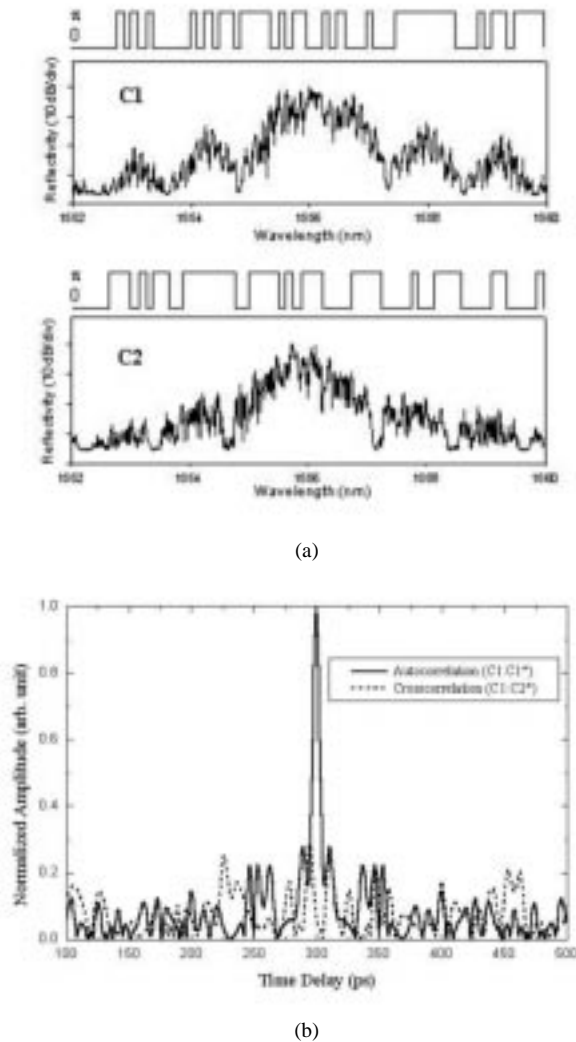 C1
Reflectivity (10dB/div)
1552 1554 1556 1558 1560
Wavelength (nm)
C2
Reflectivity (10dB/div)
1552 1554 1556 1558 1560
Wavelength (nm)
(a)
Normalized Amplitude (arb. unit)
1.0
0.8
0.6
0.4
0.2
0.0
Autocorrelation (C1:C1*)
Crosscorrelation (C1:C2*)
100 150 200 250 300 350 400 450 500
Time Delay (ps)
(b)